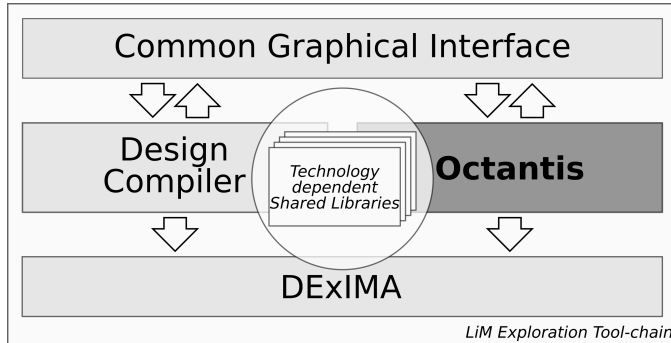 Common Graphical Interface
Design
Compiler
Technology
dependent
Shared Libraries
Octantis
DExIMA
LiM Exploration Tool-chain